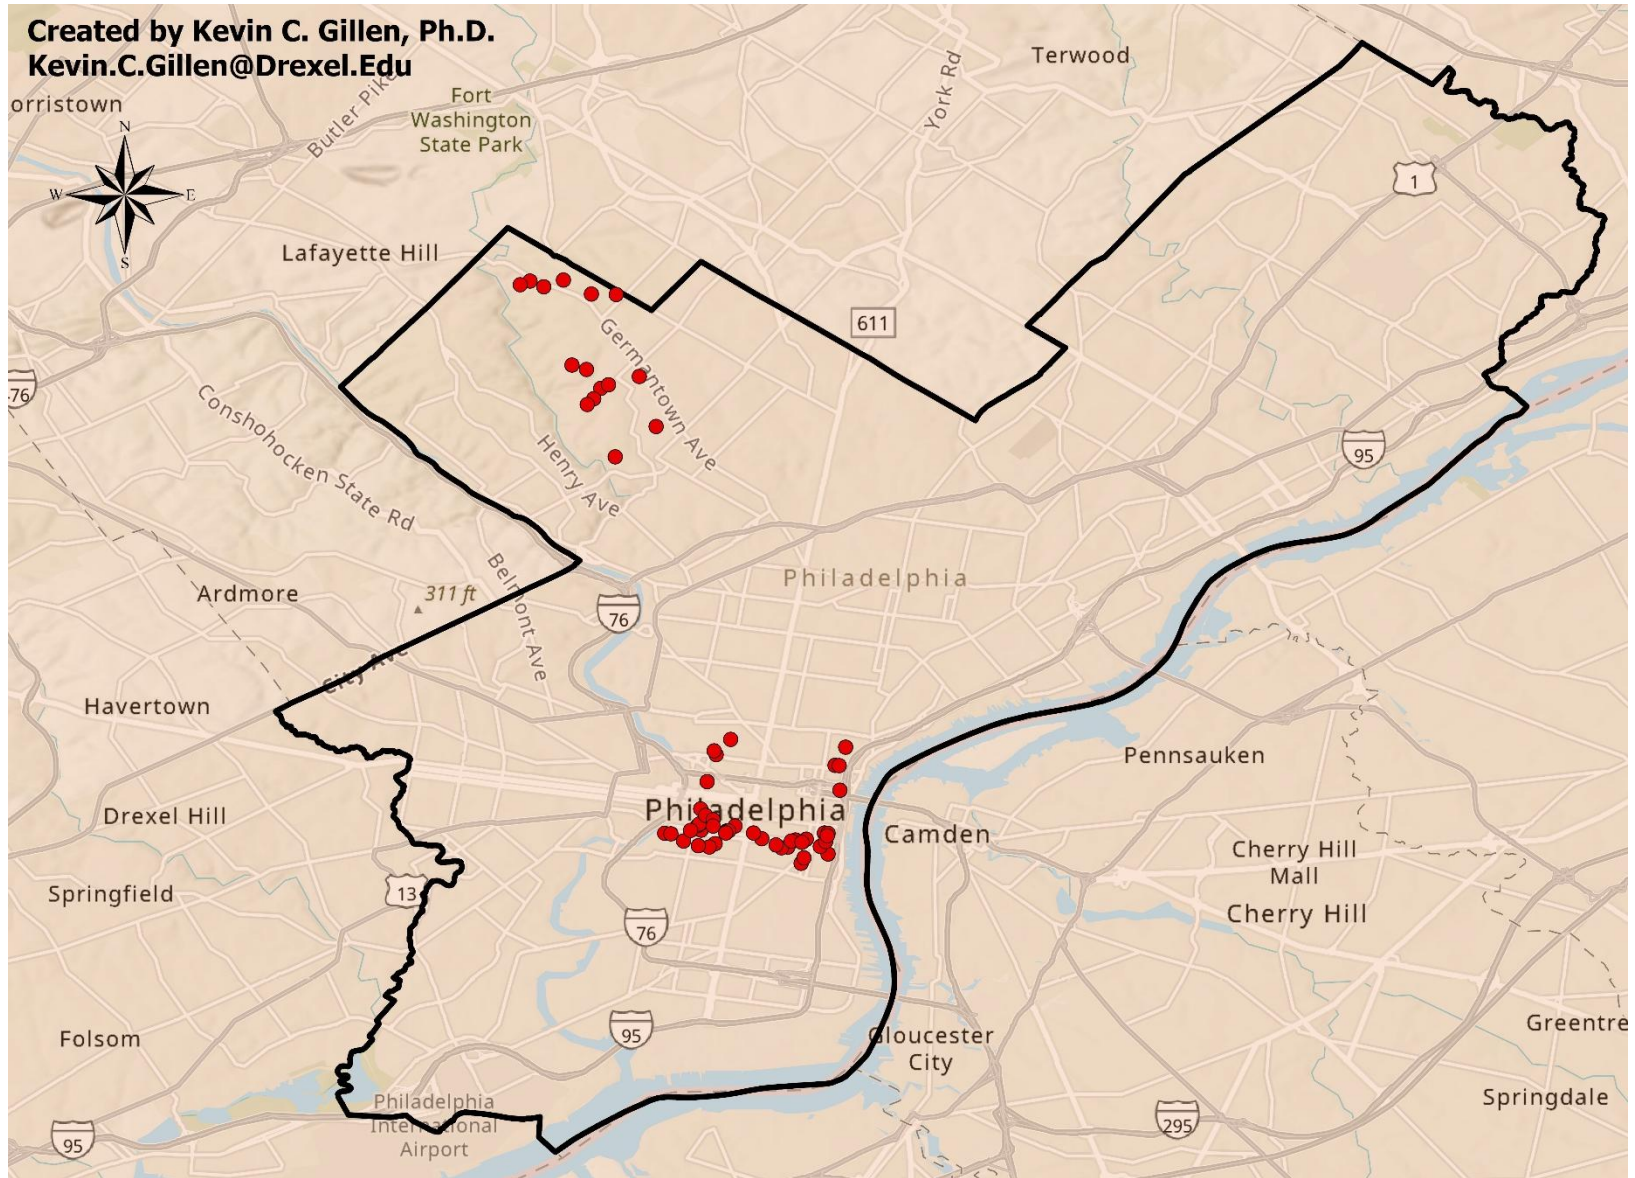 Created by Kevin C. Gillen, Ph.D.
Kevin.C.Gillen@Drexel.Edu
Terwood
York Rd
orristown
Butler Pike
Fort
Washington
State Park
N
W
E
S
1
Lafayette Hill
611
Germantown Ave
76
Conshohocken State Rd
Henry Ave
95
Belmont Ave
Philadelphia
Ardmore
311 ft
76
City Ave
Havertown
Pennsauken
Drexel Hill
Philadelphia
Camden
Cherry Hill
Mall
Springfield
13
Cherry Hill
76
95
Folsom
Gloucester
City
Greentre
Philadelphia
International
Airport
Springdale
95
295